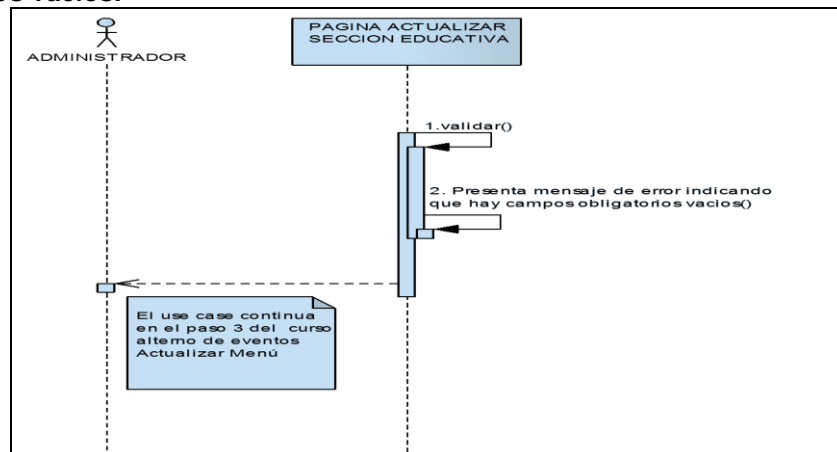 ADMINISTRADOR
PAGINA ACTUALIZAR
SECCION EDUCATIVA
1.validar()
2. Presenta mensaje de error indicando
que hay campos obligatorios vacios()
El use case continua
en el paso 3 del curso
alterno de eventos
Actualizar Menú